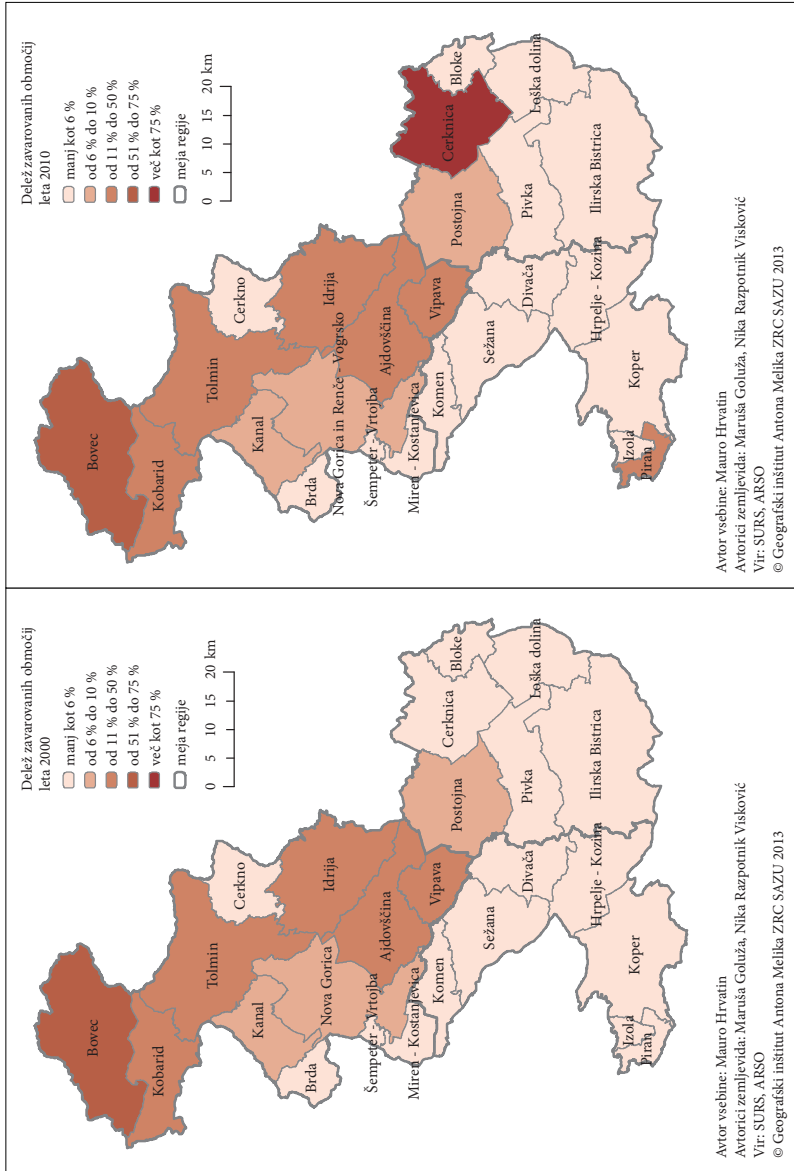 Delež zavarovanih območij
leta 2000
manj kot 6 %
od 6 % do 10 %
od 11 % do 50 %
od 51 % do 75 %
več kot 75 %
meja regije
0 5 10 15 20 km
Bovec
Kobarid
Tolmin
Cerkno
Kanal
Idrija
Brda
Nova Gorica
Šempeter - Vrtojba
Ajdovščina
Miren - Kostanjevica
Vipava
Komen
Postojna
Cerknica
Bloke
Sežana
Divača
Pivka
Loška dolina
Hrpelje - Kozina
Ilirska Bistrica
Izola
Piran
Koper
Avtor vsebine: Mauro Hrvatin
Avtorici zemljevida: Maruša Goluža, Nika Razpotnik Visković
Vir: SURS, ARSO
© Geografski inštitut Antona Melika ZRC SAZU 2013
Delež zavarovanih območij
leta 2010
manj kot 6 %
od 6 % do 10 %
od 11 % do 50 %
od 51 % do 75 %
več kot 75 %
meja regije
0 5 10 15 20 km
Bovec
Kobarid
Tolmin
Cerkno
Kanal
Idrija
Brda
Nova Gorica in Renče - Vogrsko
Šempeter - Vrtojba
Ajdovščina
Miren - Kostanjevica
Vipava
Komen
Postojna
Cerknica
Bloke
Sežana
Divača
Pivka
Loška dolina
Hrpelje - Kozina
Ilirska Bistrica
Izola
Piran
Koper
Avtor vsebine: Mauro Hrvatin
Avtorici zemljevida: Maruša Goluža, Nika Razpotnik Visković
Vir: SURS, ARSO
© Geografski inštitut Antona Melika ZRC SAZU 2013